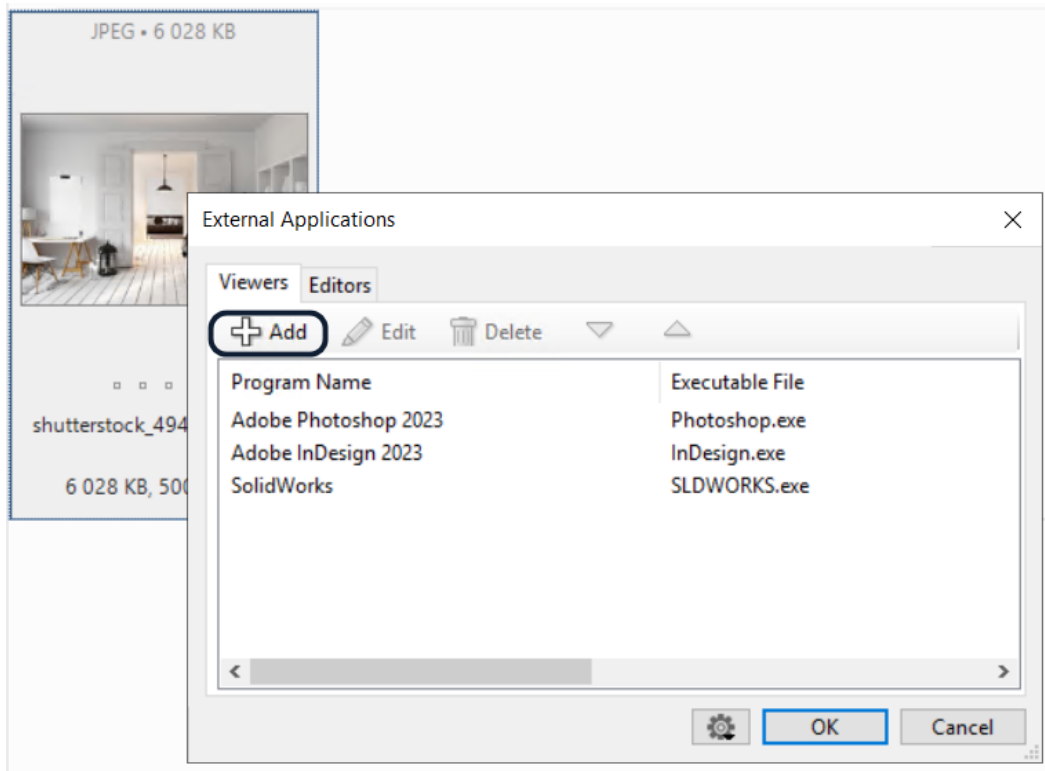 JPEG • 6 028 KB
External Applications
Viewers Editors
Add Edit Delete
Program Name Executable File
Adobe Photoshop 2023 Photoshop.exe
shutterstock_494
Adobe InDesign 2023 InDesign.exe
6 028 KB, 500
SolidWorks SLDWORKS.exe
OK Cancel